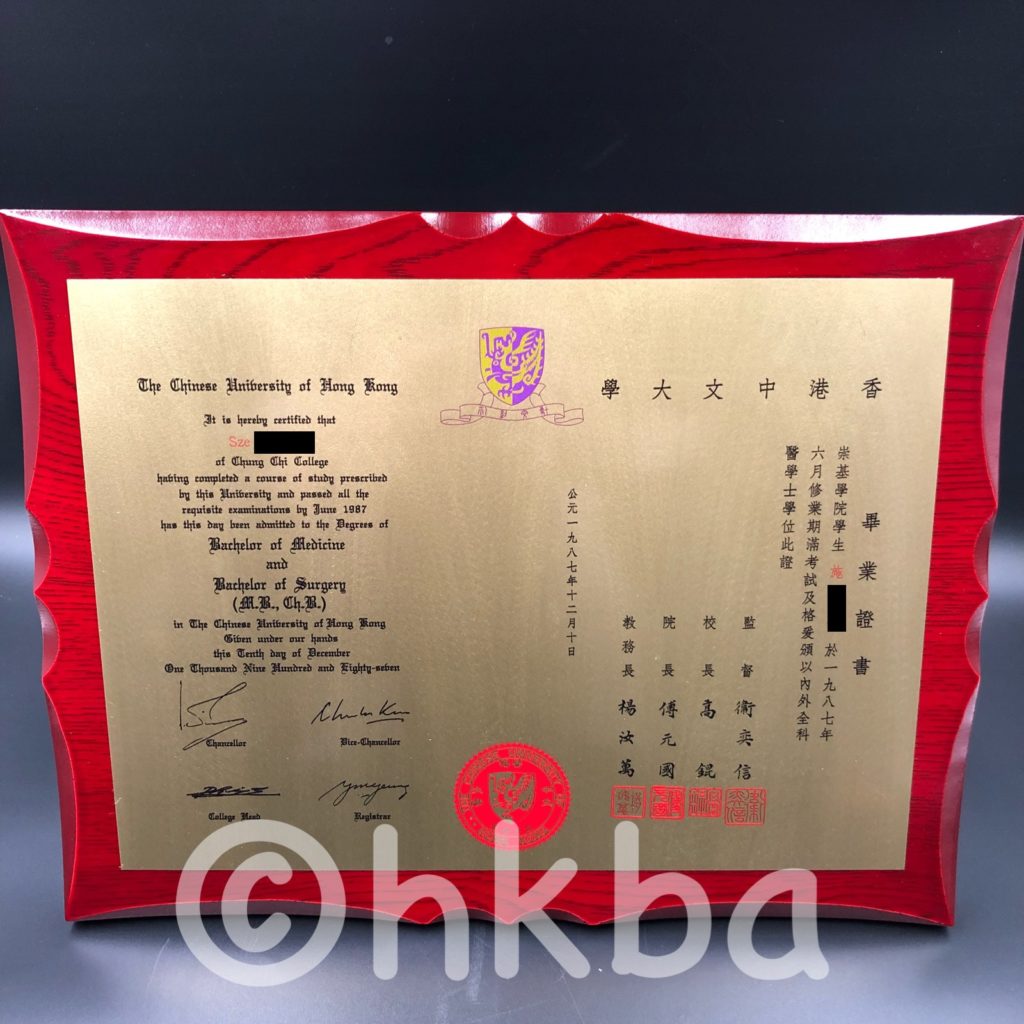 The Chinese University of Hong Kong
It is hereby certified that
Sze
of Chung Chi College
having completed a course of study prescribed
by this University and passed all the
requisite examinations by June 1987
has this day been admitted to the Degrees of
Bachelor of Medicine
and
Bachelor of Surgery
(M.B., Ch.B.)
in The Chinese University of Hong Kong
Given under our hands
this Tenth day of December
One Thousand Nine Hundred and Eighty-seven
Chancellor
Vice-Chancellor
College Head
Registrar
學大文中港香
畢業證書
崇基學院學生 施 於一九八七年
六月修業期滿考試及格爰頒以內外全科
醫學士學位此證
監督衛奕信
校長高錕
院長傅元國
教務長楊汝萬
公元一九八七年十二月十日
©hkba